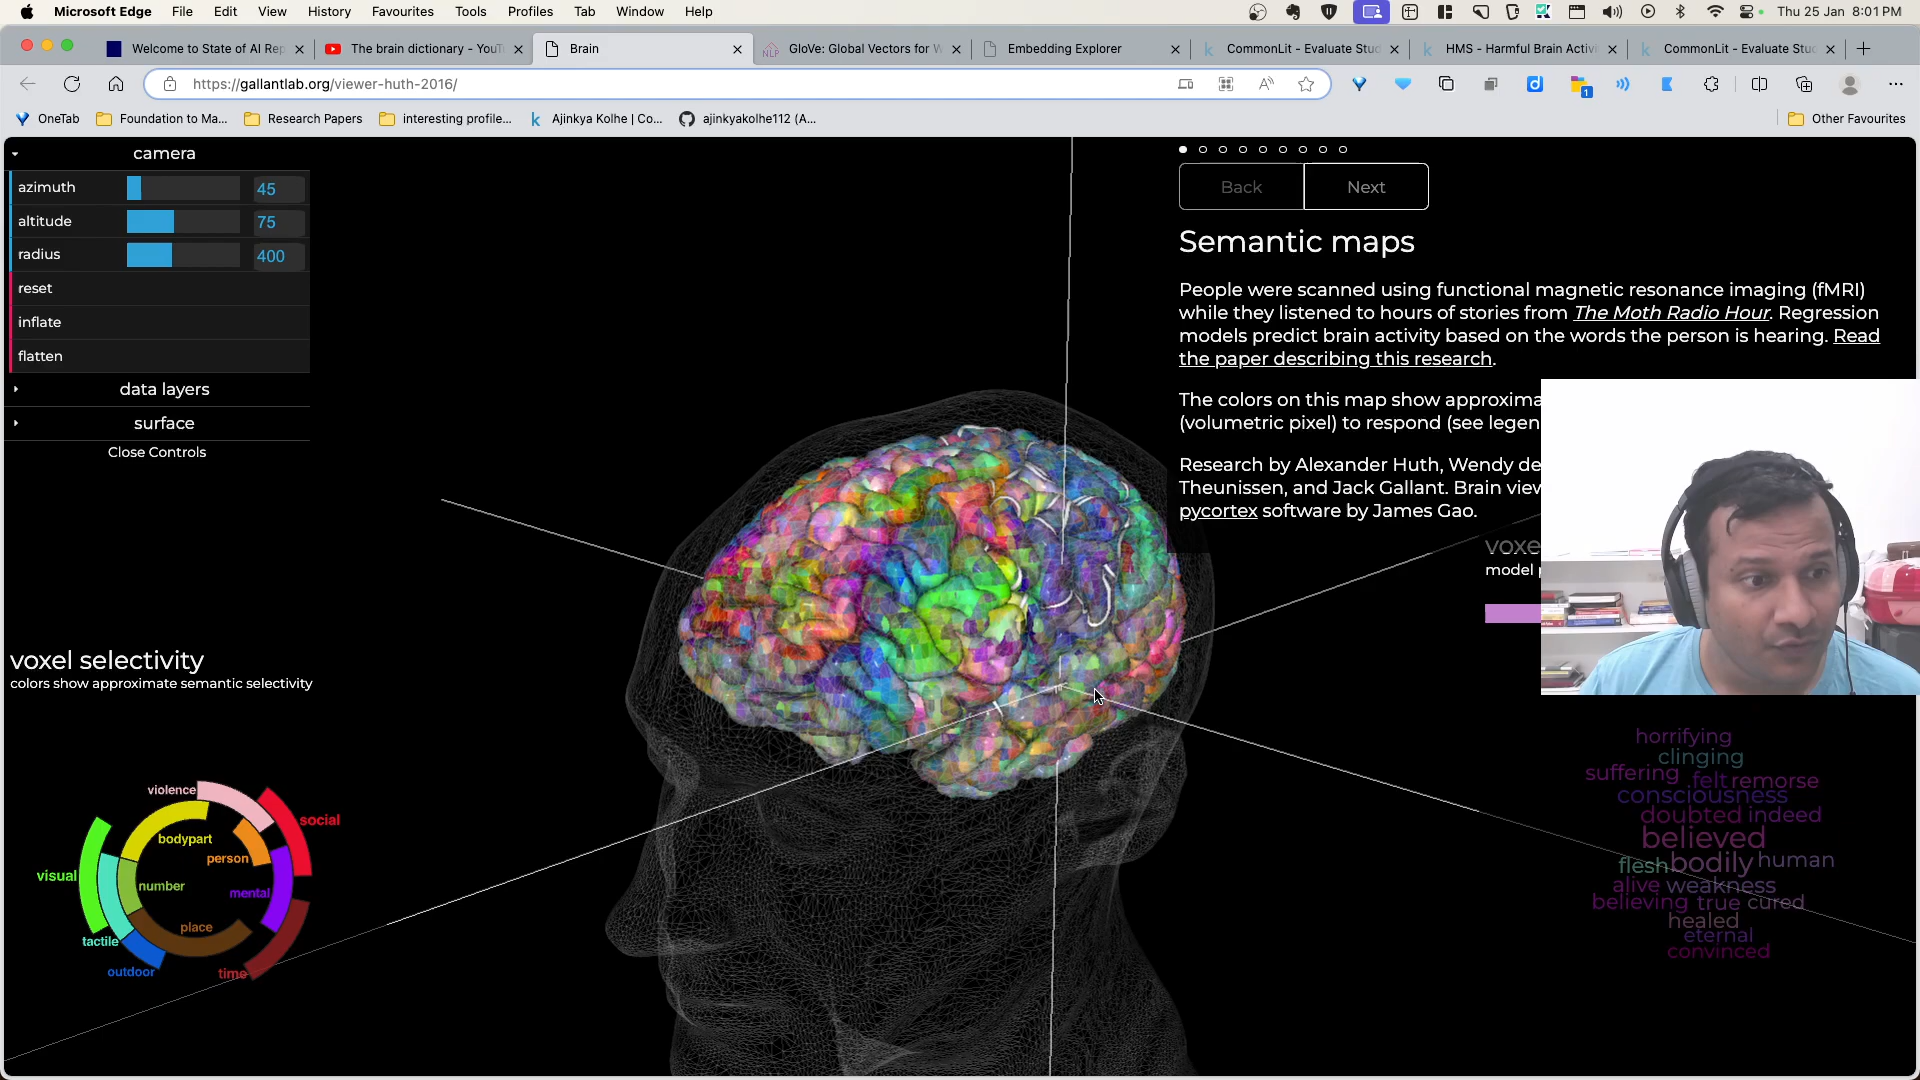 Microsoft Edge File Edit View History Favourites Tools Profiles Tab Window Help Thu 25 Jan 8:01 PM
Welcome to State of AI Rep The brain dictionary - YouTu Brain GloVe: Global Vectors for W Embedding Explorer CommonLit - Evaluate Stud HMS - Harmful Brain Activi CommonLit - Evaluate Stud
https://gallantlab.org/viewer-huth-2016/
OneTab Foundation to Ma... Research Papers interesting profile... Ajinkya Kolhe | Co... ajinkyakolhe112 (A... Other Favourites
camera
azimuth 45
altitude 75
radius 400
reset
inflate
flatten
data layers
surface
Close Controls
Back Next
Semantic maps
People were scanned using functional magnetic resonance imaging (fMRI)
while they listened to hours of stories from The Moth Radio Hour. Regression
models predict brain activity based on the words the person is hearing. Read
the paper describing this research.
The colors on this map show approxima
(volumetric pixel) to respond (see legen
Research by Alexander Huth, Wendy de
Theunissen, and Jack Gallant. Brain view
pycortex software by James Gao.
voxe
model p
voxel selectivity
colors show approximate semantic selectivity
violence
social
bodypart
person
visual
number
mental
place
tactile
outdoor
time
horrifying
clinging
suffering felt remorse
consciousness
doubted indeed
believed
flesh bodily human
alive weakness
believing true cured
healed
eternal
convinced